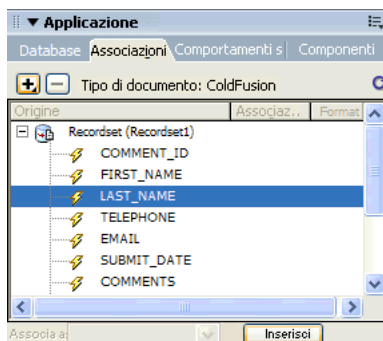 Applicazione
Database Associazioni Comportamenti s Componenti
Tipo di documento: ColdFusion
Origine Associaz.. Format
Recordset (Recordset1)
COMMENT_ID
FIRST_NAME
LAST_NAME
TELEPHONE
EMAIL
SUBMIT_DATE
COMMENTS
Associa a: Inserisci